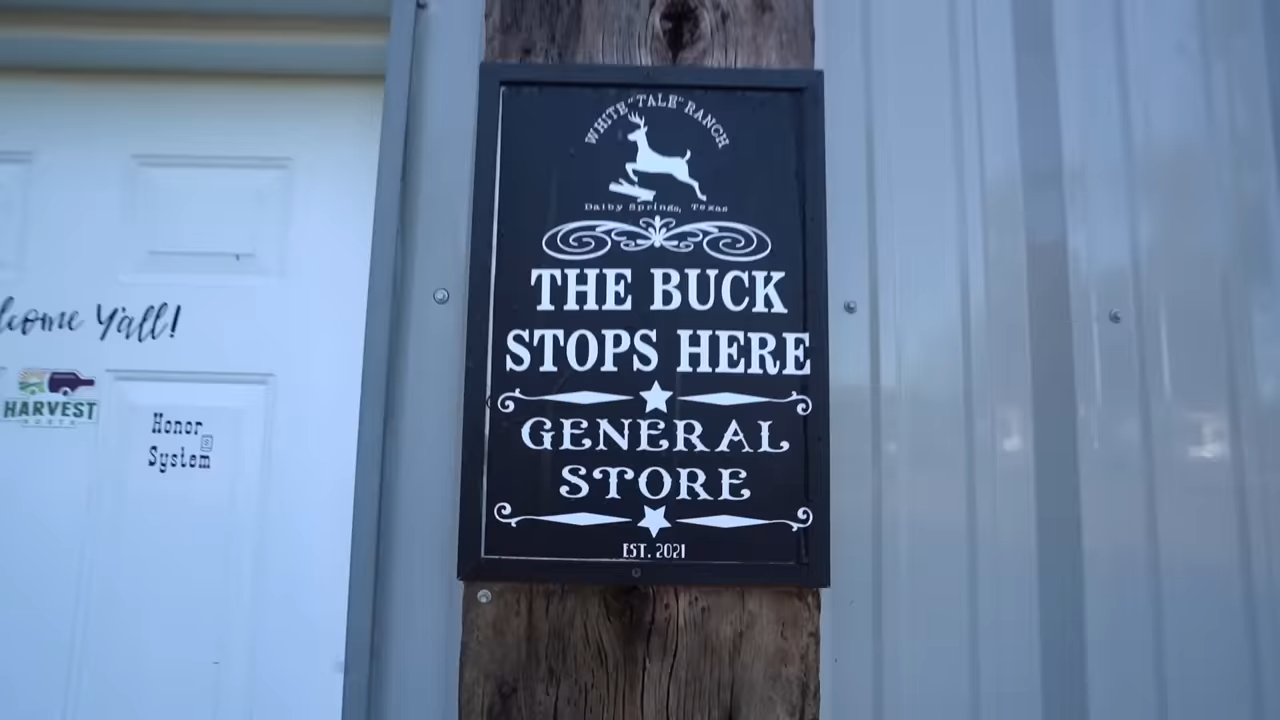 WHITE "TALE" RANCH
Dalby Springs, Texas
THE BUCK
STOPS HERE
GENERAL
STORE
EST. 2021
Y'all!
HARVEST
HOSTS
Honor
System